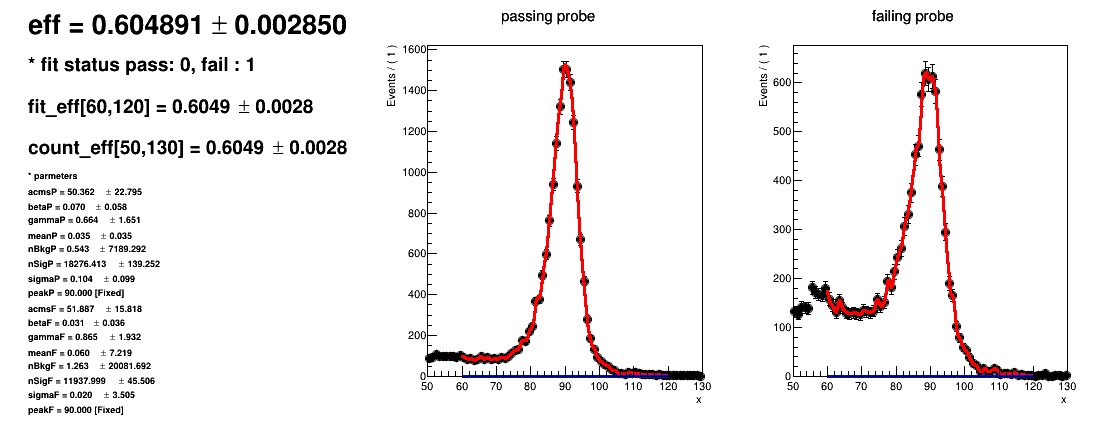 eff = 0.604891 ± 0.002850
* fit status pass: 0, fail : 1
fit_eff[60,120] = 0.6049 ± 0.0028
count_eff[50,130] = 0.6049 ± 0.0028
* parmeters
acmsP = 50.362 ± 22.795
betaP = 0.070 ± 0.058
gammaP = 0.664 ± 1.651
meanP = 0.035 ± 0.035
nBkgP = 0.543 ± 7189.292
nSigP = 18276.413 ± 139.252
sigmaP = 0.104 ± 0.099
peakP = 90.000 [Fixed]
acmsF = 51.887 ± 15.818
betaF = 0.031 ± 0.036
gammaF = 0.865 ± 1.932
meanF = 0.060 ± 7.219
nBkgF = 1.263 ± 20081.692
nSigF = 11937.999 ± 45.506
sigmaF = 0.020 ± 3.505
peakF = 90.000 [Fixed]
passing probe
Events / ( 1 )
1600
1400
1200
1000
800
600
400
200
0
50 60 70 80 90 100 110 120 130
x
failing probe
Events / ( 1 )
600
500
400
300
200
100
0
50 60 70 80 90 100 110 120 130
x